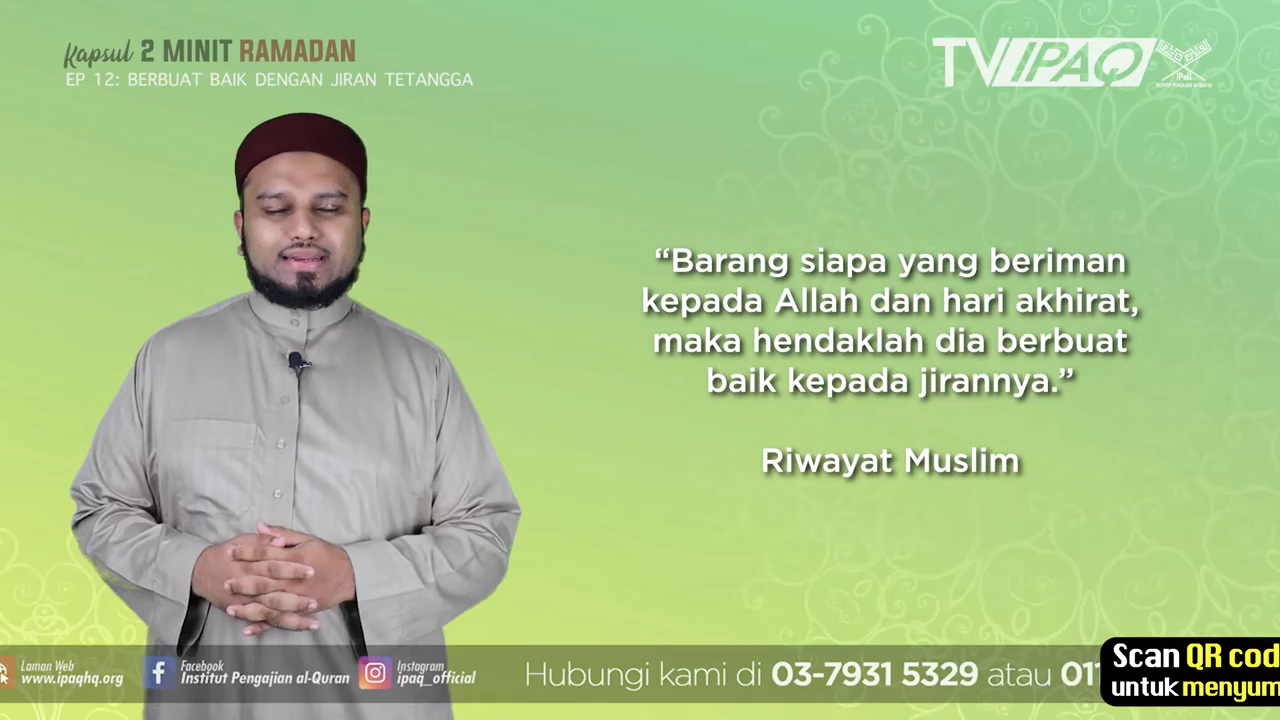 Kapsul 2 MINIT RAMADAN
EP 12: BERBUAT BAIK DENGAN JIRAN TETANGGA
TVIPAQ
IPaQ
“Barang siapa yang beriman
kepada Allah dan hari akhirat,
maka hendaklah dia berbuat
baik kepada jirannya.”
Riwayat Muslim
Laman Web
www.ipaqhq.org
Facebook
Institut Pengajian al-Quran
Instagram
ipaq_official
Hubungi kami di 03-7931 5329 atau 01
Scan QR cod
untuk menyum